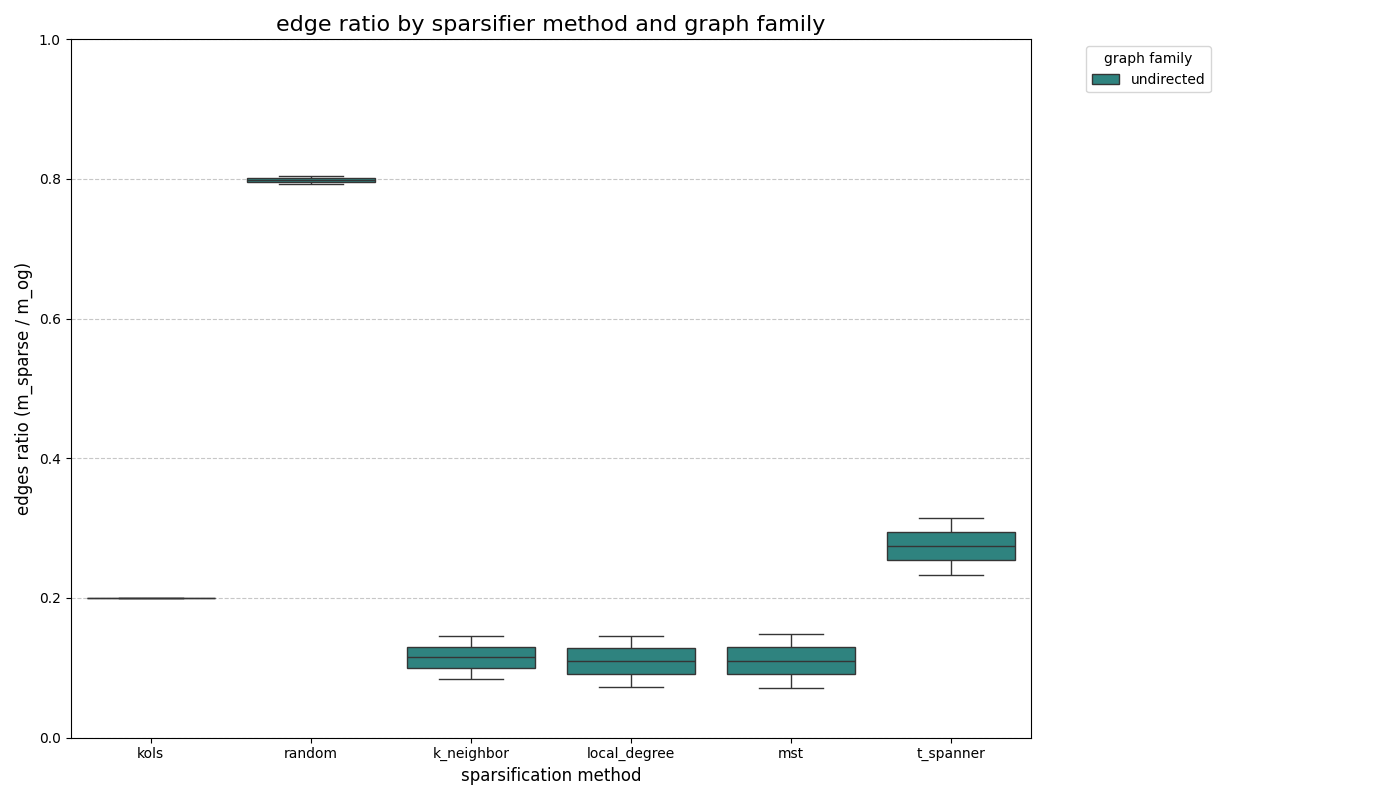 edge ratio by sparsifier method and graph family
graph family
undirected
edges ratio (m_sparse / m_og)
1.0
0.8
0.6
0.4
0.2
0.0
kols random k_neighbor local_degree mst t_spanner
sparsification method